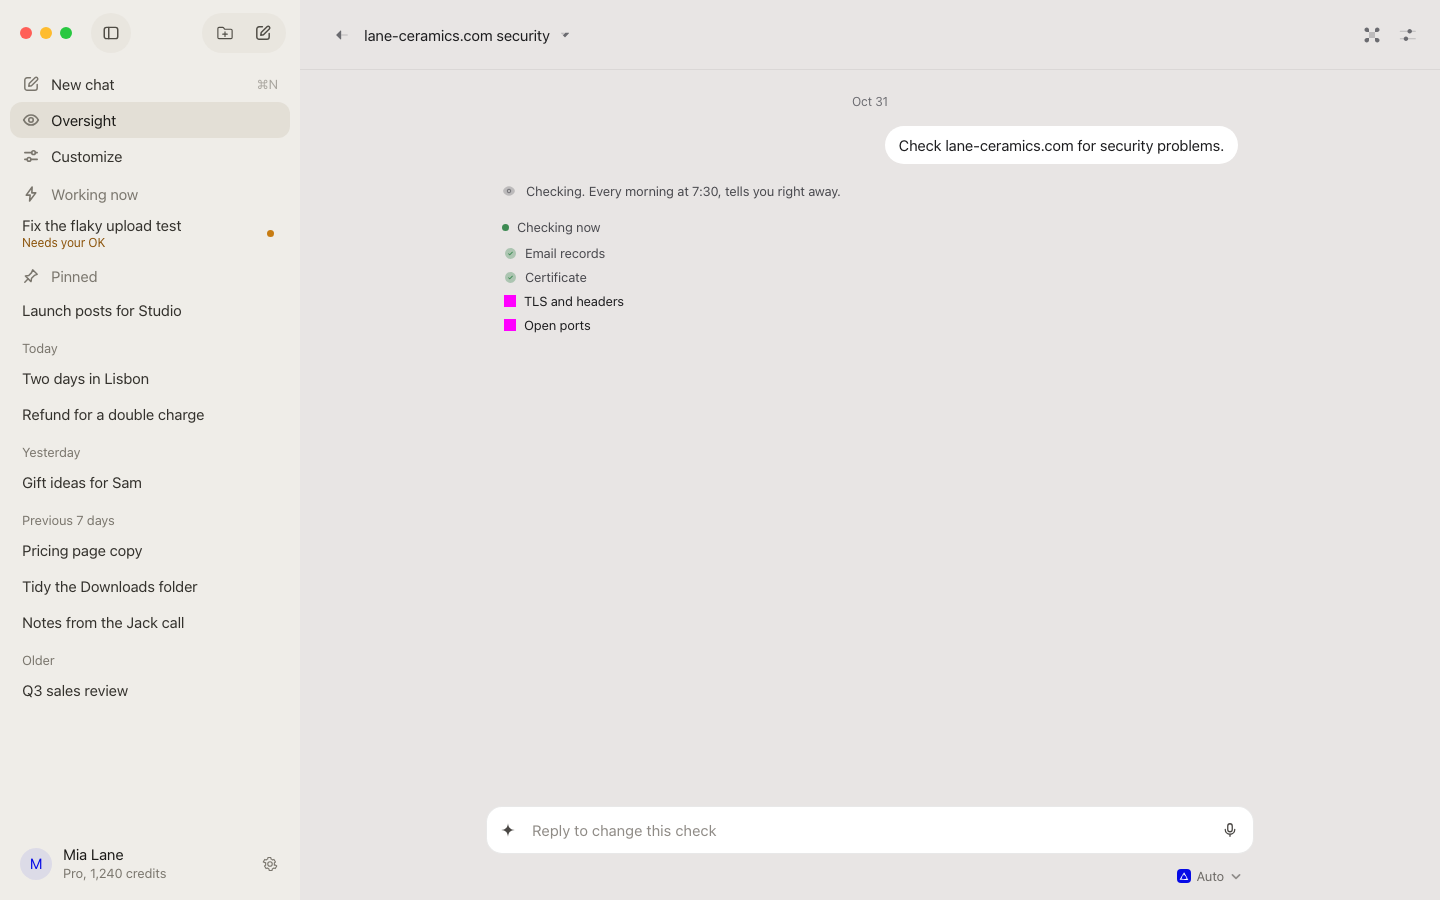 New chat
⌘N
Oversight
Customize
Working now
Fix the flaky upload test
Needs your OK
Pinned
Launch posts for Studio
Today
Two days in Lisbon
Refund for a double charge
Yesterday
Gift ideas for Sam
Previous 7 days
Pricing page copy
Tidy the Downloads folder
Notes from the Jack call
Older
Q3 sales review
M
Mia Lane
Pro, 1,240 credits
lane-ceramics.com security
Oct 31
Check lane-ceramics.com for security problems.
Checking. Every morning at 7:30, tells you right away.
Checking now
Email records
Certificate
TLS and headers
Open ports
Reply to change this check
Auto